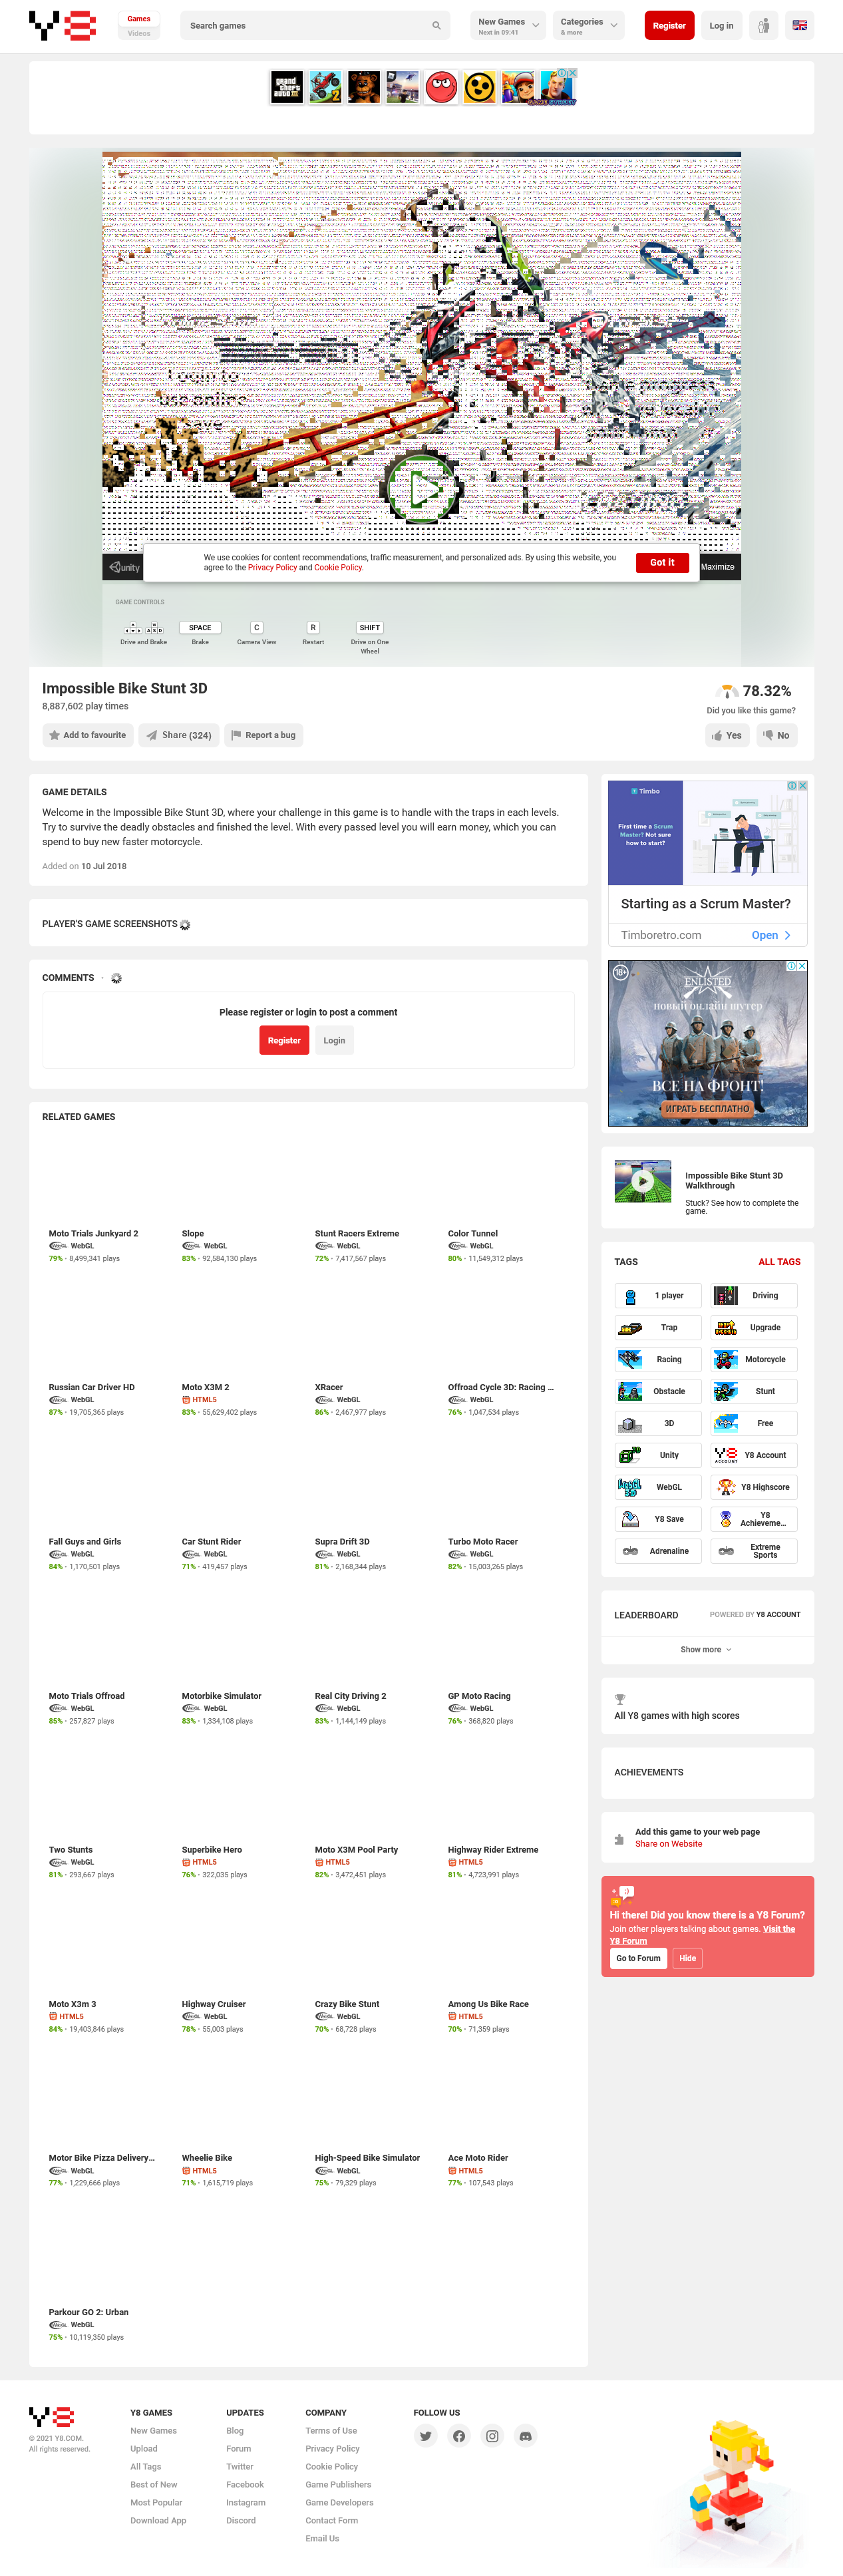 Games
Videos
Search games
New Games
Next in 09:41
Categories
& more
Register
Log in
grand
theft
auto
2
unity
Maximize
We use cookies for content recommendations, traffic measurement, and personalized ads. By using this website, you
agree to the Privacy Policy and Cookie Policy.
Got it
GAME CONTROLS
SPACE
C
R
SHIFT
Drive and Brake
Brake
Camera View
Restart
Drive on One
Wheel
Impossible Bike Stunt 3D
8,887,602 play times
78.32%
Did you like this game?
Add to favourite
Share (324)
Report a bug
Yes
No
GAME DETAILS
Welcome in the Impossible Bike Stunt 3D, where your challenge in this game is to handle with the traps in each levels.
Try to survive the deadly obstacles and finished the level. With every passed level you will earn money, which you can
spend to buy new faster motorcycle.
Added on 10 Jul 2018
PLAYER'S GAME SCREENSHOTS
COMMENTS
Please register or login to post a comment
Register
Login
Timbo
First time a Scrum
Master? Not sure
how to start?
Starting as a Scrum Master?
Timboretro.com
Open
18+
ENLISTED
НОВЫЙ ОНЛАЙН ШУТЕР
ВСЕ НА ФРОНТ!
ИГРАТЬ БЕСПЛАТНО
Impossible Bike Stunt 3D
Walkthrough
Stuck? See how to complete the
game.
RELATED GAMES
Moto Trials Junkyard 2
WebGL
79% - 8,499,341 plays
Slope
WebGL
83% - 92,584,130 plays
Stunt Racers Extreme
WebGL
72% - 7,417,567 plays
Color Tunnel
WebGL
80% - 11,549,312 plays
Russian Car Driver HD
WebGL
87% - 19,705,365 plays
Moto X3M 2
HTML5
83% - 55,629,402 plays
XRacer
WebGL
86% - 2,467,977 plays
Offroad Cycle 3D: Racing ...
WebGL
76% - 1,047,534 plays
Fall Guys and Girls
WebGL
84% - 1,170,501 plays
Car Stunt Rider
WebGL
71% - 419,457 plays
Supra Drift 3D
WebGL
81% - 2,168,344 plays
Turbo Moto Racer
WebGL
82% - 15,003,265 plays
Moto Trials Offroad
WebGL
85% - 257,827 plays
Motorbike Simulator
WebGL
83% - 1,334,108 plays
Real City Driving 2
WebGL
83% - 1,144,149 plays
GP Moto Racing
WebGL
76% - 368,820 plays
Two Stunts
WebGL
81% - 293,667 plays
Superbike Hero
HTML5
76% - 322,035 plays
Moto X3M Pool Party
HTML5
82% - 3,472,451 plays
Highway Rider Extreme
HTML5
81% - 4,723,991 plays
Moto X3m 3
HTML5
84% - 19,403,846 plays
Highway Cruiser
WebGL
78% - 55,003 plays
Crazy Bike Stunt
WebGL
70% - 68,728 plays
Among Us Bike Race
HTML5
70% - 71,359 plays
Motor Bike Pizza Delivery...
WebGL
77% - 1,229,666 plays
Wheelie Bike
HTML5
71% - 1,615,719 plays
High-Speed Bike Simulator
WebGL
75% - 79,329 plays
Ace Moto Rider
HTML5
77% - 107,543 plays
Parkour GO 2: Urban
WebGL
75% - 10,119,350 plays
TAGS
ALL TAGS
1 player
Driving
Trap
Upgrade
Racing
Motorcycle
Obstacle
Stunt
3D
Free
Unity
Y8 Account
WebGL
Y8 Highscore
Y8 Save
Y8
Achieveme...
Adrenaline
Extreme
Sports
LEADERBOARD
POWERED BY Y8 ACCOUNT
Show more
All Y8 games with high scores
ACHIEVEMENTS
Add this game to your web page
Share on Website
Hi there! Did you know there is a Y8 Forum?
Join other players talking about games. Visit the
Y8 Forum
Go to Forum
Hide
Y8
© 2021 Y8.COM.
All rights reserved.
Y8 GAMES
New Games
Upload
All Tags
Best of New
Most Popular
Download App
UPDATES
Blog
Forum
Twitter
Facebook
Instagram
Discord
COMPANY
Terms of Use
Privacy Policy
Cookie Policy
Game Publishers
Game Developers
Contact Form
Email Us
FOLLOW US